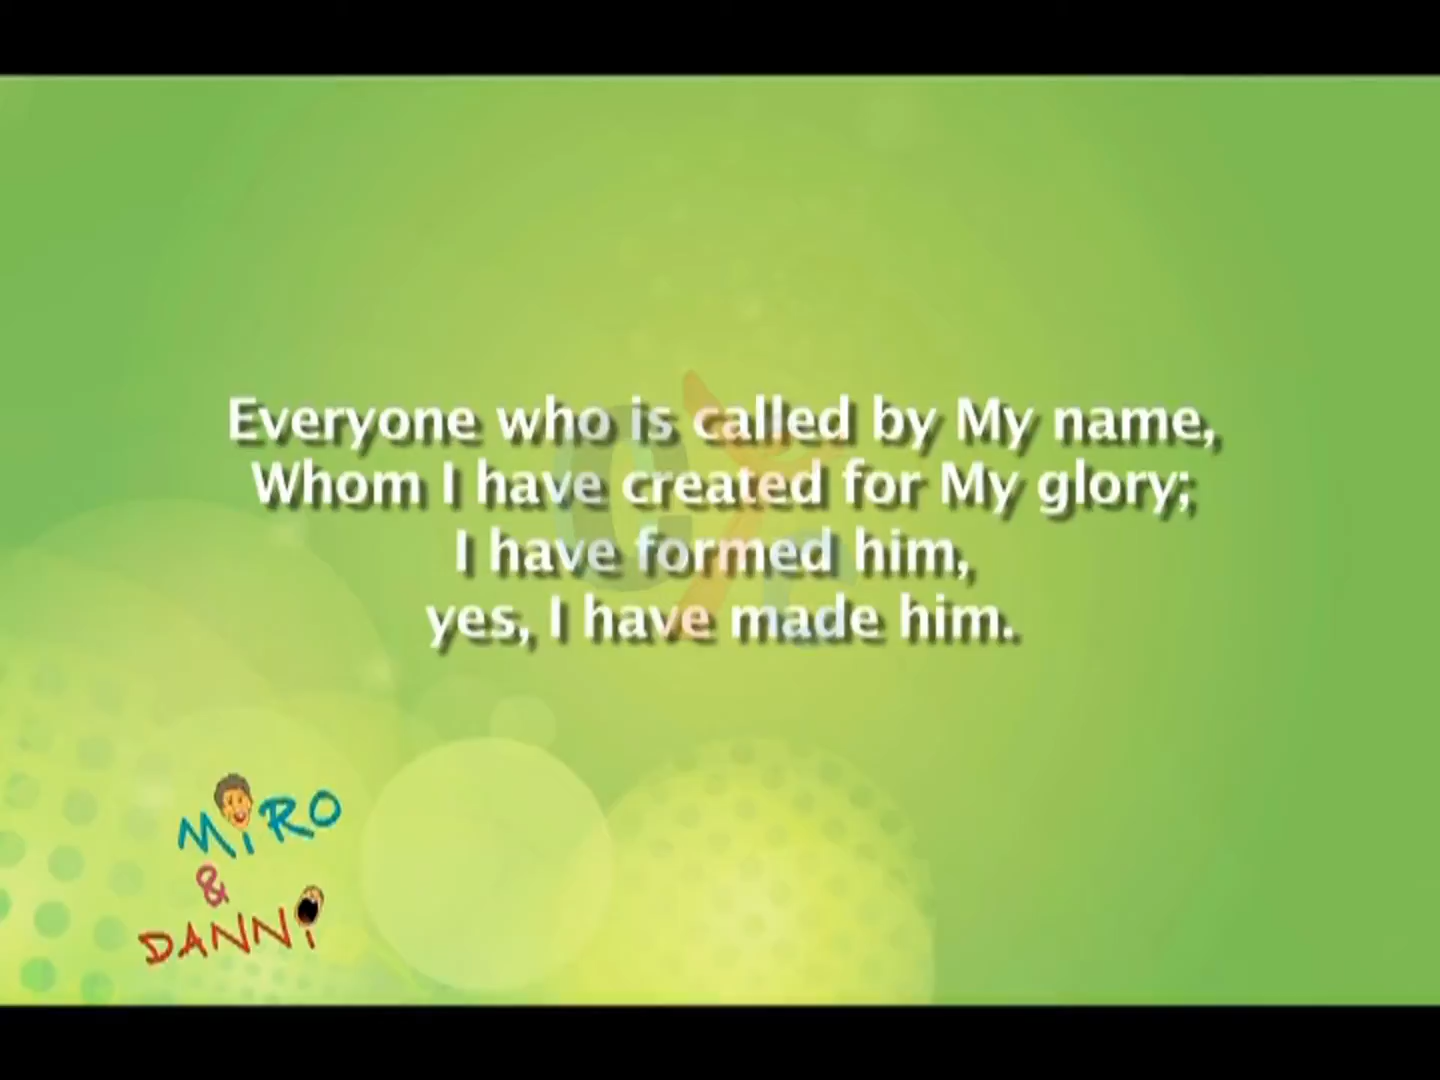 Everyone who is called by My name,
Whom I have created for My glory;
I have formed him,
yes, I have made him.
MiRO
&
DANNi